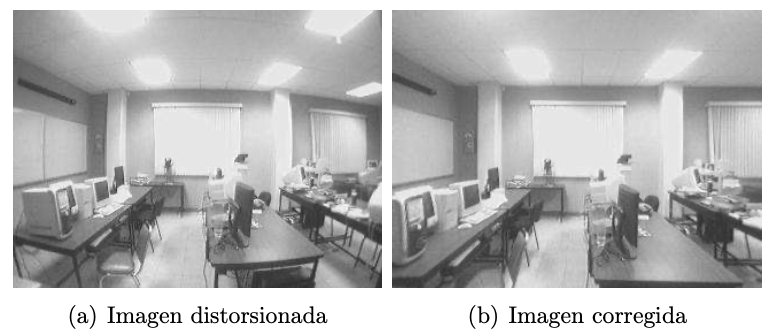 (a) Imagen distorsionada
(b) Imagen corregida